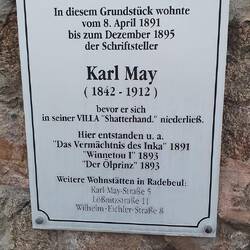 In diesem Grundstück wohnte
vom 8. April 1891
bis zum Dezember 1895
der Schriftsteller
Karl May
( 1842 - 1912 )
bevor er sich
in seiner VILLA "Shatterhand." niederließ.
Hier entstanden u. a.
"Das Vermächtnis des Inka" 1891
"Winnetou I" 1893
"Der Ölprinz" 1893
Weitere Wohnstätten in Radebeul:
Karl May-Straße 5
Lößnitzstraße 11
Wilhelm-Eichler-Straße 8